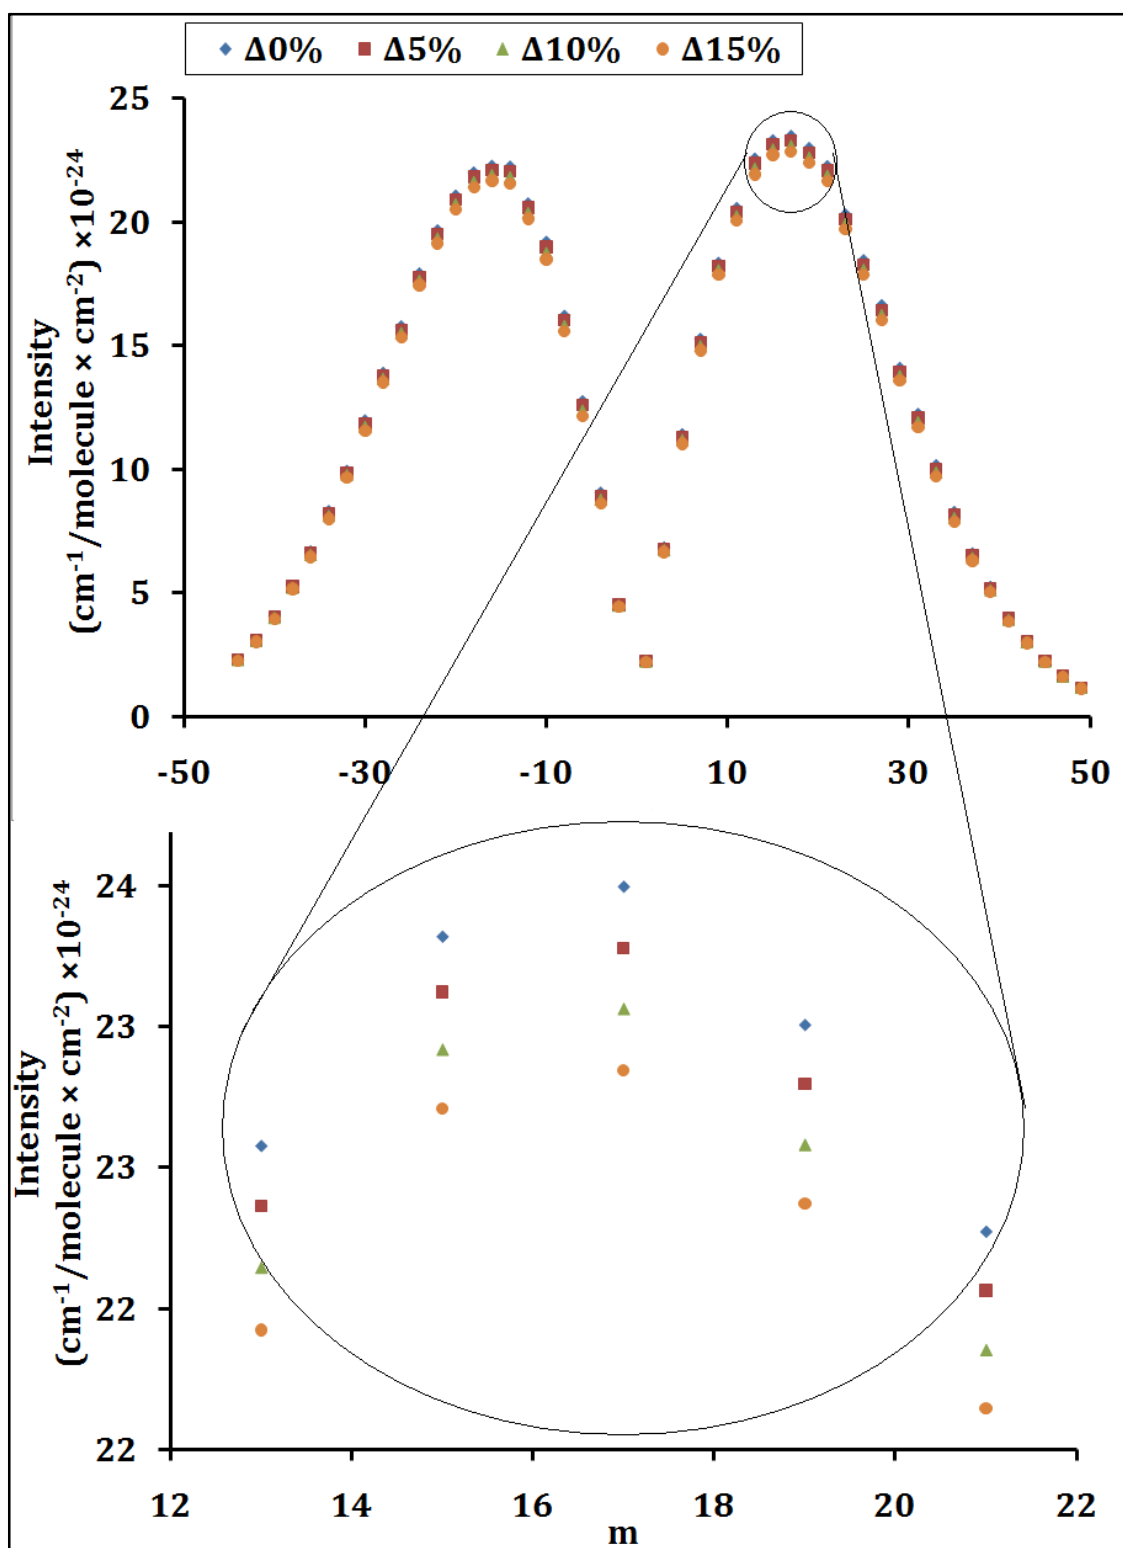 Δ0% Δ5% Δ10% Δ15%
Intensity
(cm⁻¹/molecule × cm⁻²) ×10⁻²⁴
25
20
15
10
5
0
-50 -30 -10 10 30 50
Intensity
(cm⁻¹/molecule × cm⁻²) ×10⁻²⁴
24
23
23
22
22
12 14 16 18 20 22
m